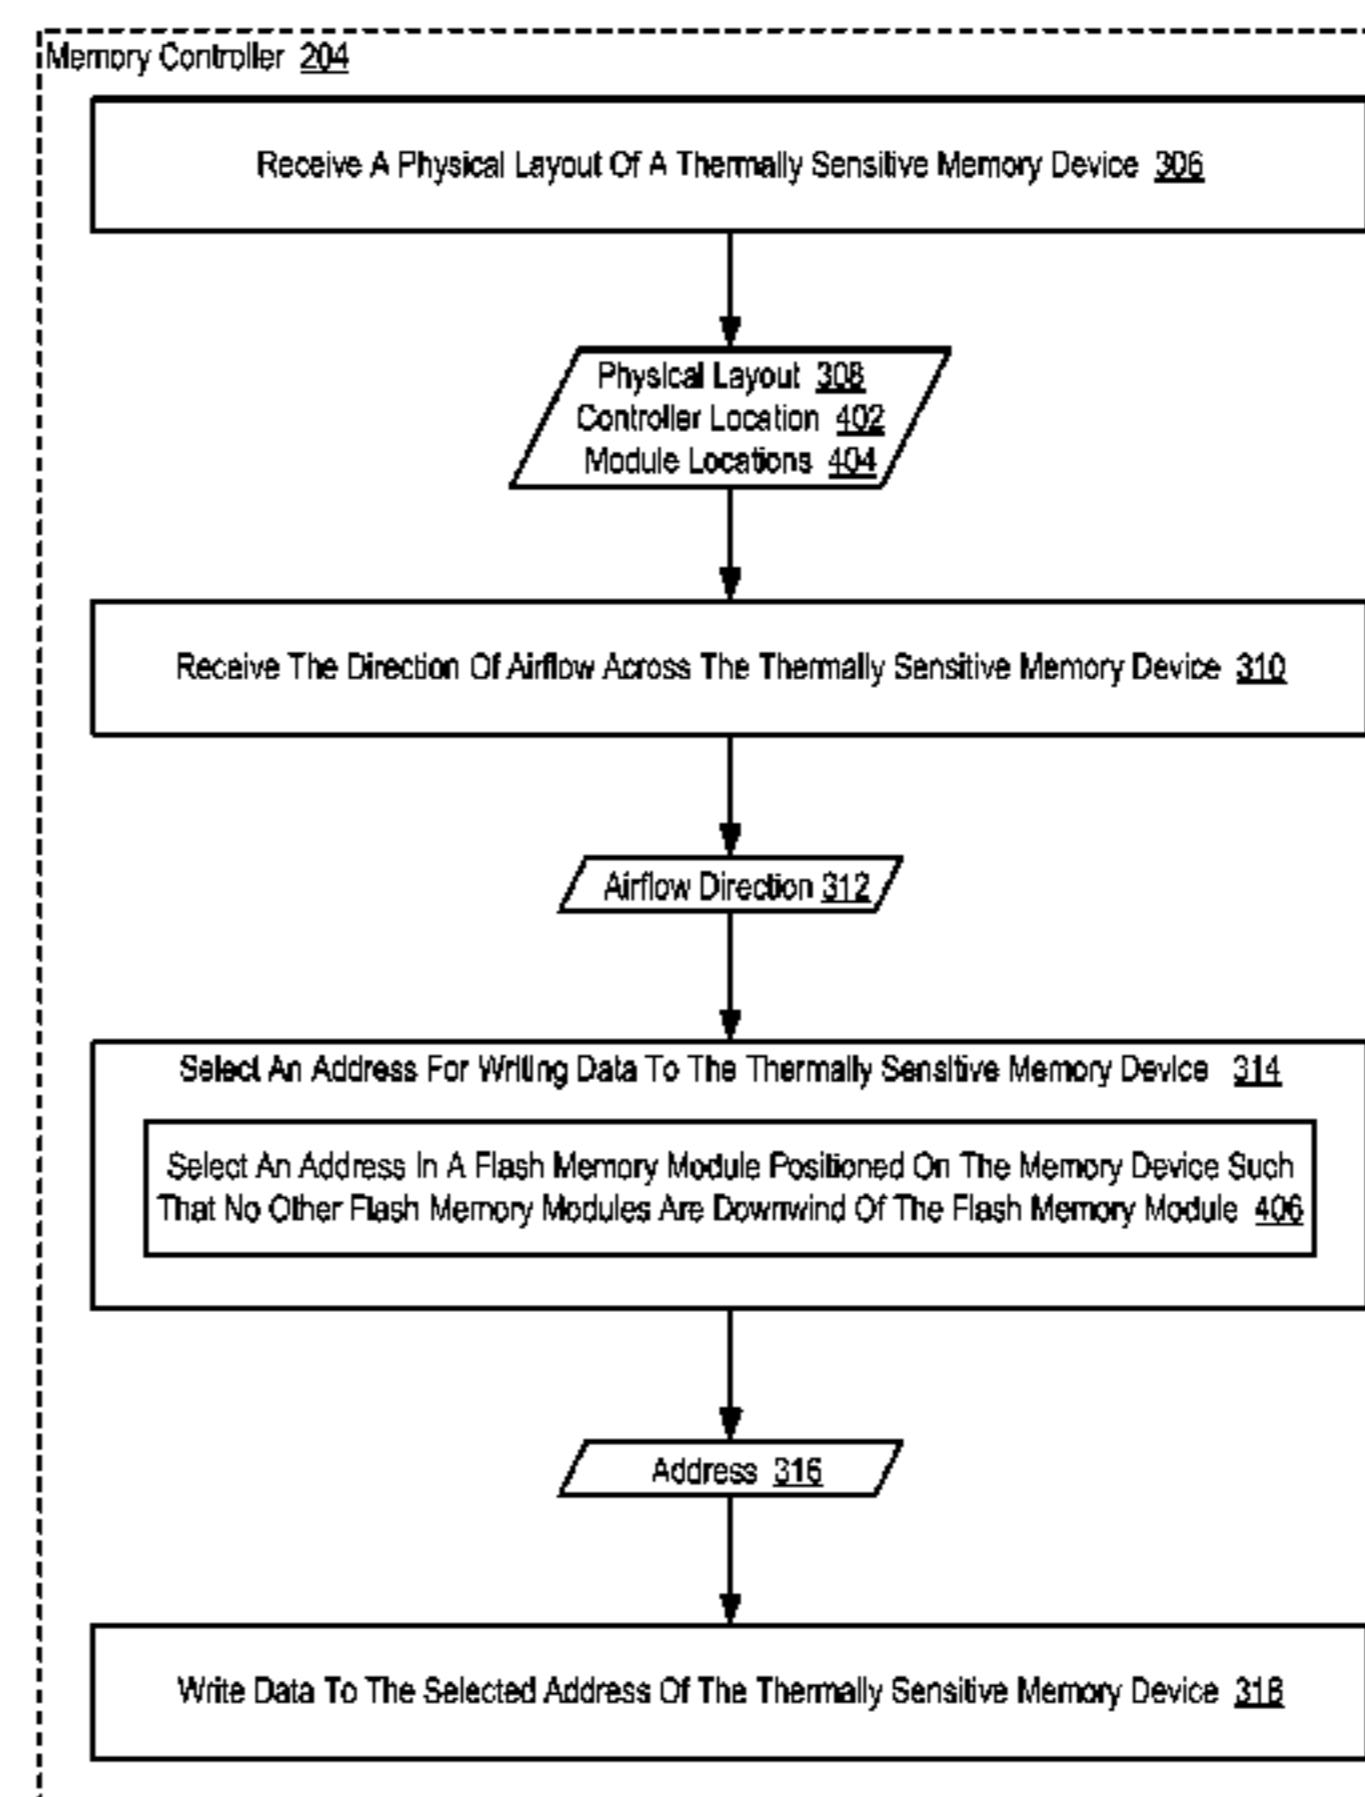 Memory Controller 204
Receive A Physical Layout Of A Thermally Sensitive Memory Device 306
Physical Layout 308
Controller Location 402
Module Locations 404
Receive The Direction Of Airflow Across The Thermally Sensitive Memory Device 310
Airflow Direction 312
Select An Address For Writing Data To The Thermally Sensitive Memory Device 314
Select An Address In A Flash Memory Module Positioned On The Memory Device Such
That No Other Flash Memory Modules Are Downwind Of The Flash Memory Module 406
Address 316
Write Data To The Selected Address Of The Thermally Sensitive Memory Device 318